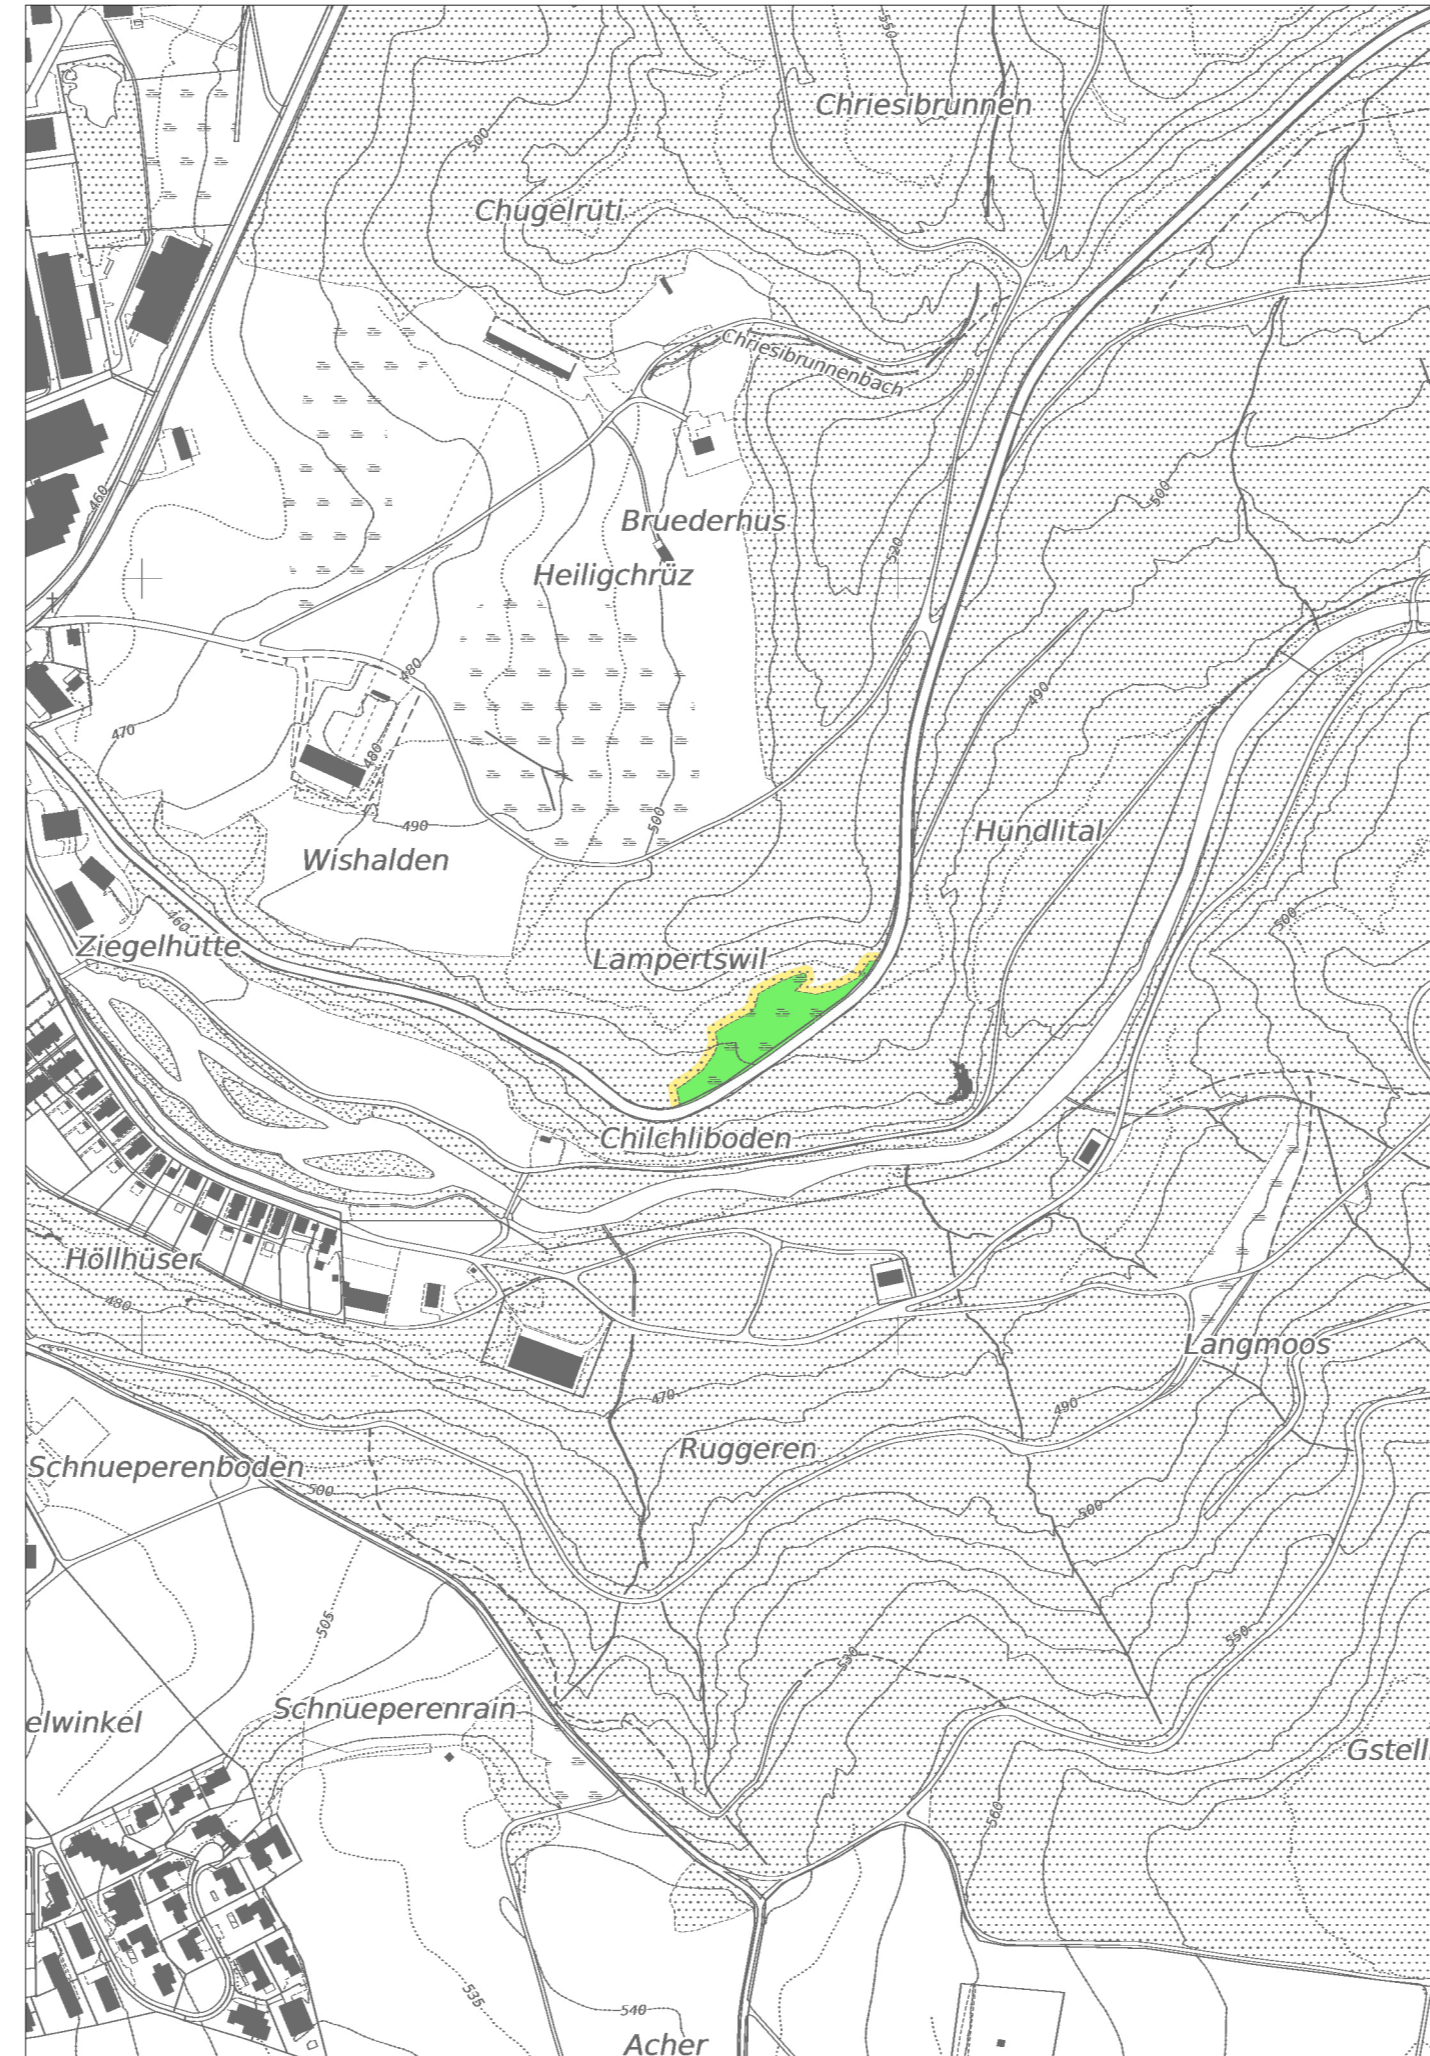 550
Chriesibrunnen
500
Chugelrüti
Chriesibrunnenbach
460
500
Bruederhus
520
Heiligchrüz
480
490
470
480
500
490
Hundlital
Wishalden
460
500
Ziegelhütte
Lampertswil
Chilchliboden
Höllhüser
480
Langmoos
470
490
Ruggeren
Schnueperenboden
500
500
505
550
530
Schnueperenrain
elwinkel
Gstell
560
535
540
Acher